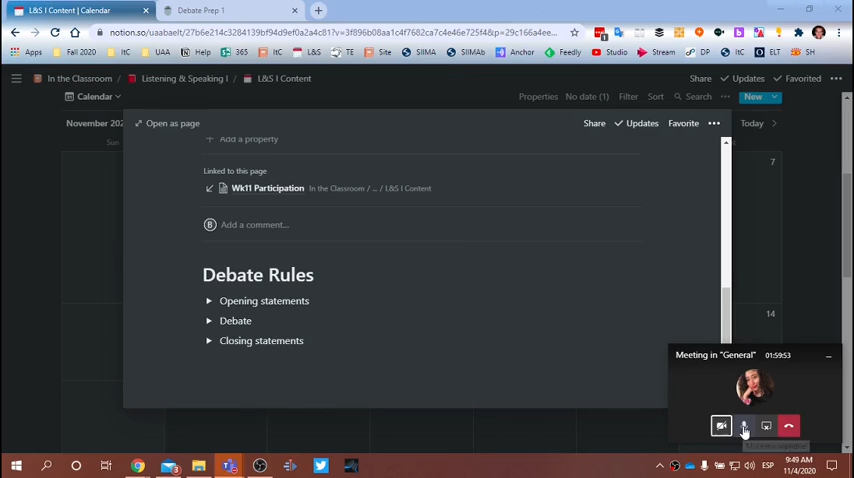 L&S I Content | Calendar
Debate Prep 1
notion.so/uaabaelt/27b6e214c3284139bf94d9ef0a2a4c81?v=3f896b08aa1c4f7682ca7c4e46e725f4&p=29c166a4ee...
Apps Fall 2020 ItC UAA Help 365 ItC L&S TE Site SIIMA SIIMAb Anchor Feedly Studio Stream DP ItC ELT SH
In the Classroom / Listening & Speaking I / L&S I Content Share Updates Favorited
Calendar Properties No date (1) Filter Sort Search New
November 202 Today
Sun
7
14
Open as page Share Updates Favorite
Add a property
Linked to this page
Wk11 Participation In the Classroom / ... / L&S I Content
B Add a comment...
Debate Rules
Opening statements
Debate
Closing statements
Meeting in "General" 01:59:53
ESP
9:49 AM
11/4/2020